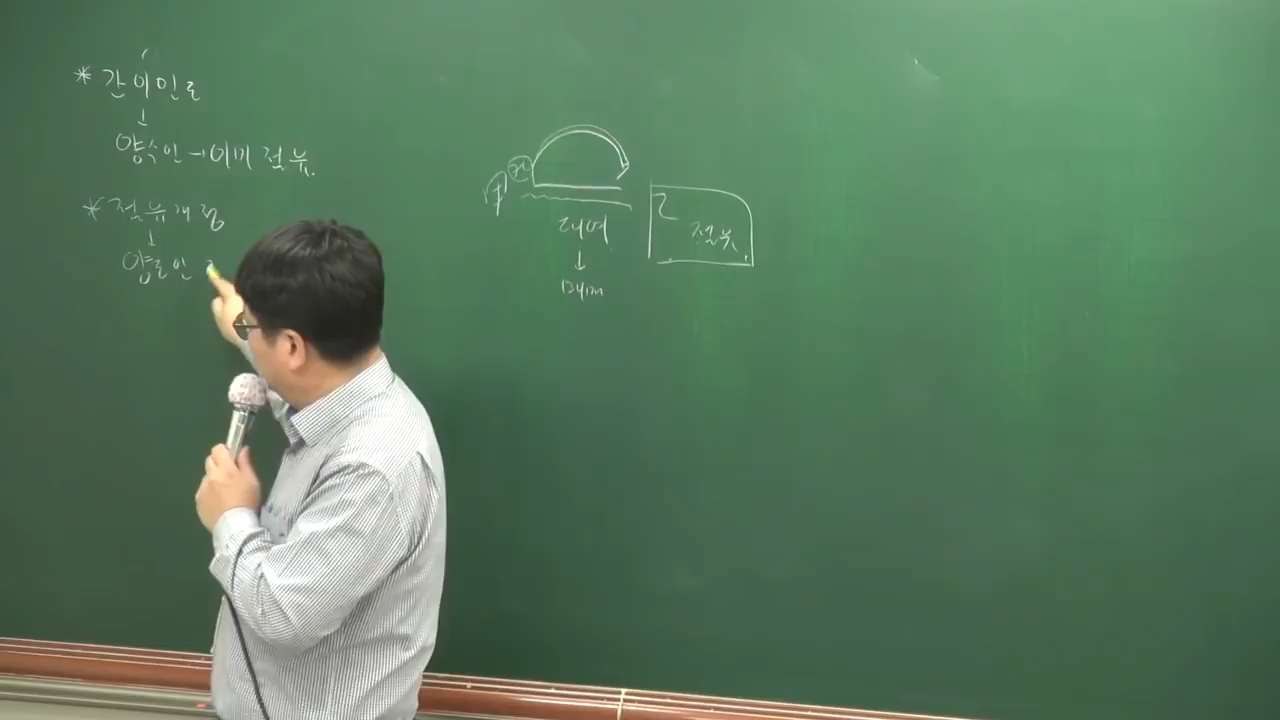 * 간이인도
↓
양수인 → 이미 점유.
* 점유개정
↓
양도인
대여
↓
점유